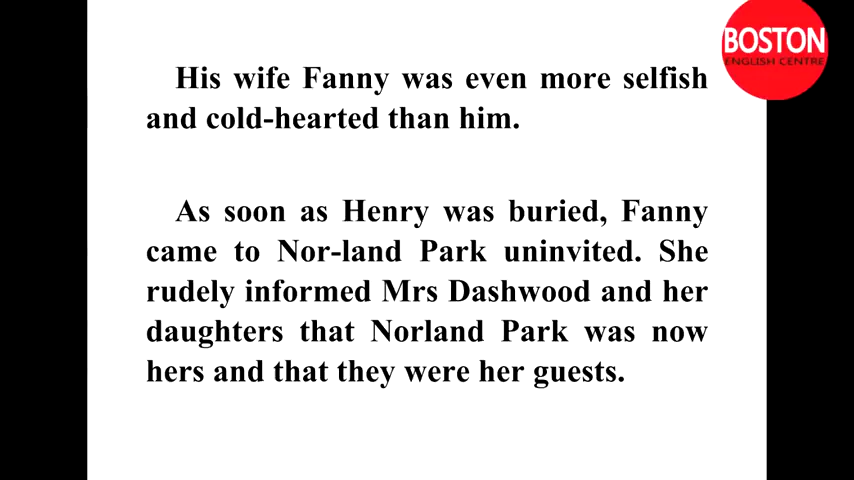 BOSTON
ENGLISH CENTRE
His wife Fanny was even more selfish
and cold-hearted than him.
As soon as Henry was buried, Fanny
came to Nor-land Park uninvited. She
rudely informed Mrs Dashwood and her
daughters that Norland Park was now
hers and that they were her guests.